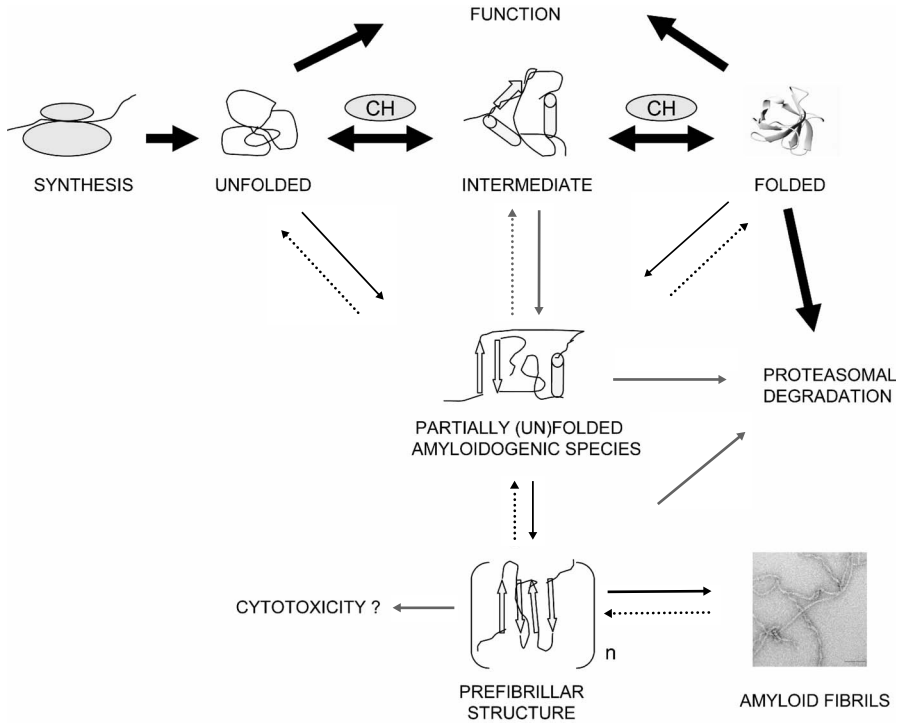 FUNCTION
CH
CH
SYNTHESIS
UNFOLDED
INTERMEDIATE
FOLDED
PROTEASOMAL
DEGRADATION
PARTIALLY (UN)FOLDED
AMYLOIDOGENIC SPECIES
CYTOTOXICITY ?
n
PREFIBRILLAR
STRUCTURE
AMYLOID FIBRILS